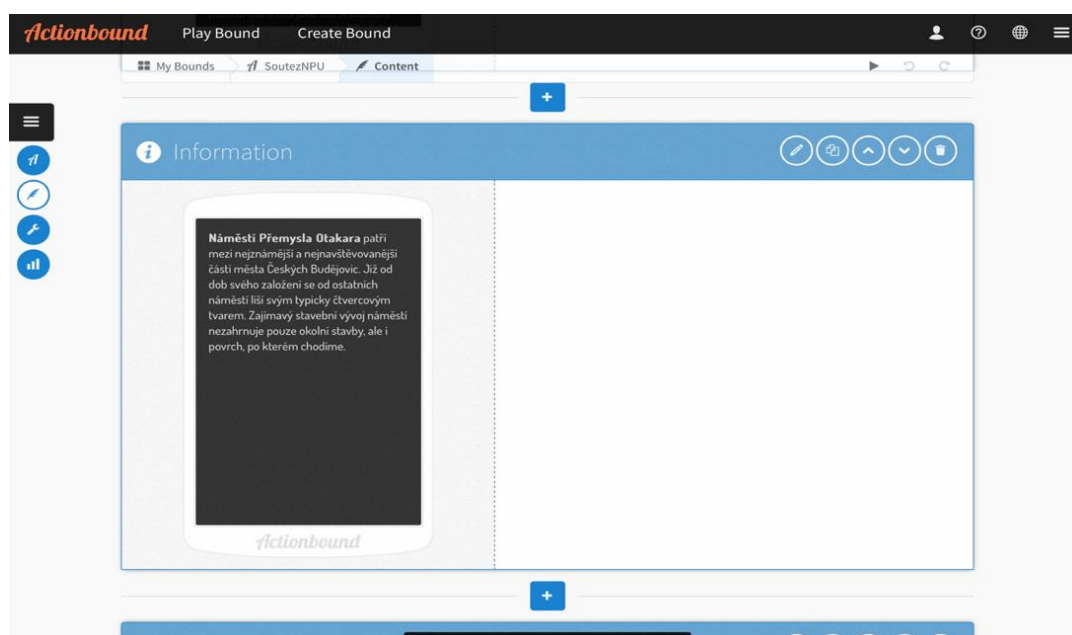 Actionbound Play Bound Create Bound
My Bounds SoutezNPU Content
Information
Náměstí Přemysla Otakara patří
mezi nejznámější a nejnavštěvovanější
části města Českých Budějovic. Již od
dob svého založení se od ostatních
náměstí liší svým typicky čtvercovým
tvarem. Zajímavý stavební vývoj náměstí
nezahrnuje pouze okolní stavby, ale i
povrch, po kterém chodíme.
Actionbound